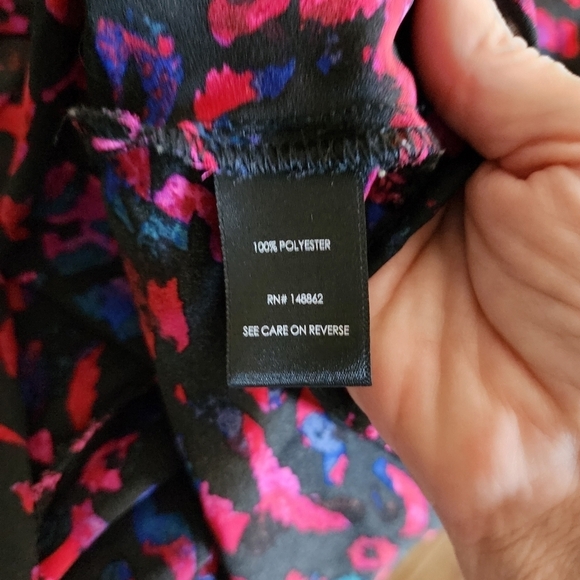 100% POLYESTER
RN# 148862
SEE CARE ON REVERSE